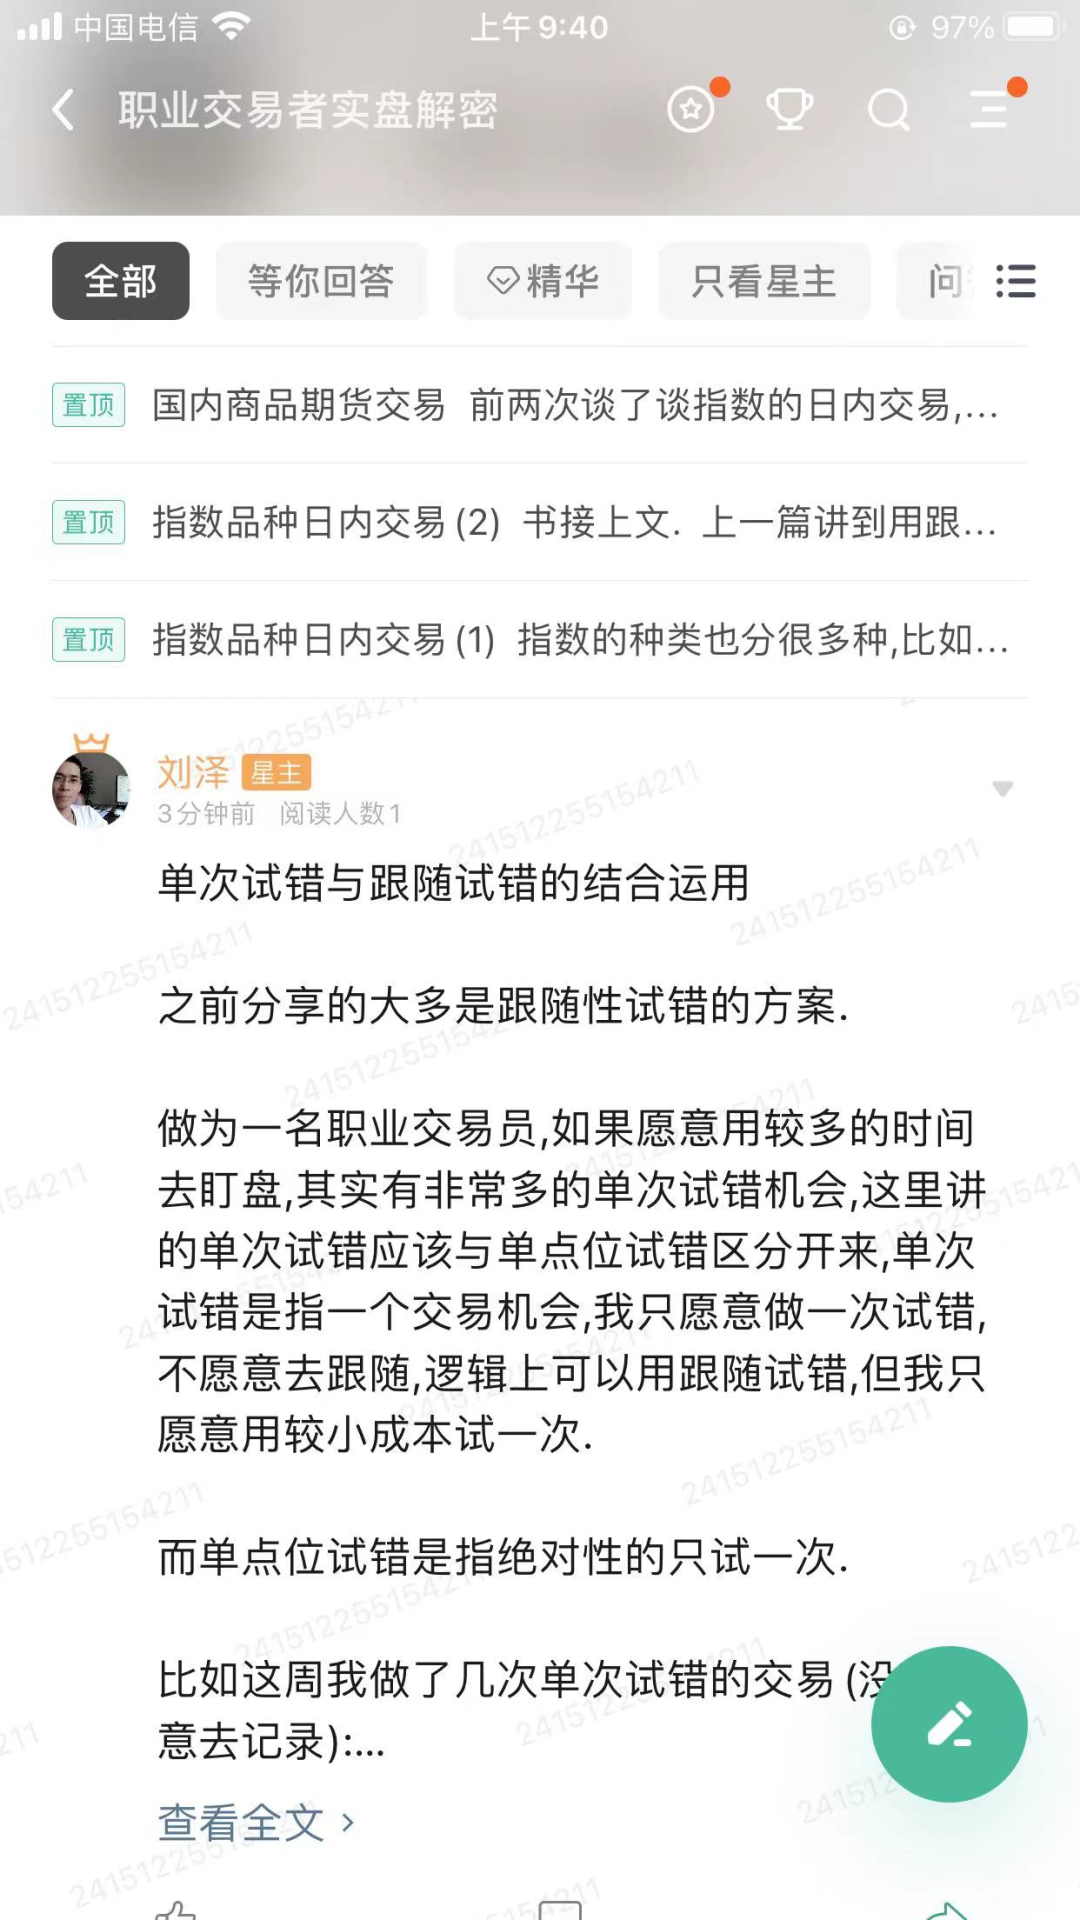 中国电信 上午9:40 97%
职业交易者实盘解密
全部 等你回答 精华 只看星主 问
置顶 国内商品期货交易 前两次谈了谈指数的日内交易,...
置顶 指数品种日内交易(2) 书接上文. 上一篇讲到用跟...
置顶 指数品种日内交易(1) 指数的种类也分很多种,比如...
刘泽 星主
3分钟前 阅读人数1
单次试错与跟随试错的结合运用
之前分享的大多是跟随性试错的方案.
做为一名职业交易员,如果愿意用较多的时间
去盯盘,其实有非常多的单次试错机会,这里讲
的单次试错应该与单点位试错区分开来,单次
试错是指一个交易机会,我只愿意做一次试错,
不愿意去跟随,逻辑上可以用跟随试错,但我只
愿意用较小成本试一次.
而单点位试错是指绝对性的只试一次.
比如这周我做了几次单次试错的交易(没
意去记录):...
查看全文
241512255154211